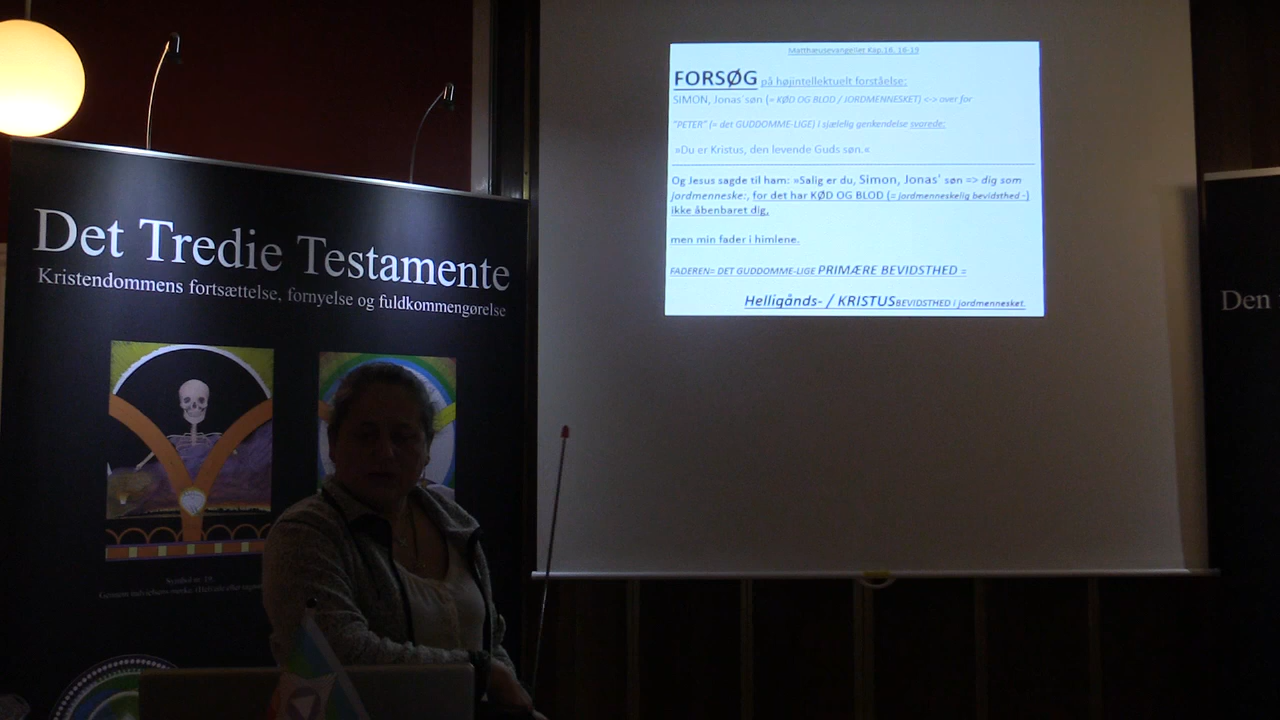 Det Tredie Testamente
Kristendommens fortsættelse, fornyelse og fuldkommengørelse
Symbol nr. 19.
Matthæusevangeliet Kap.16, 16-19
FORSØG på højintellektuelt forståelse:
SIMON, Jonas´søn (= KØD OG BLOD / JORDMENNESKET) <-> over for
"PETER" (= det GUDDOMME-LIGE) i sjælelig genkendelse svarede:
»Du er Kristus, den levende Guds søn.«
Og Jesus sagde til ham: »Salig er du, Simon, Jonas' søn => dig som
jordmenneske:, for det har KØD OG BLOD (= jordmenneskelig bevidsthed -)
ikke åbenbaret dig,
men min fader i himlene.
FADEREN= DET GUDDOMME-LIGE PRIMÆRE BEVIDSTHED =
Helligånds- / KRISTUSBEVIDSTHED i jordmennesket.
Den